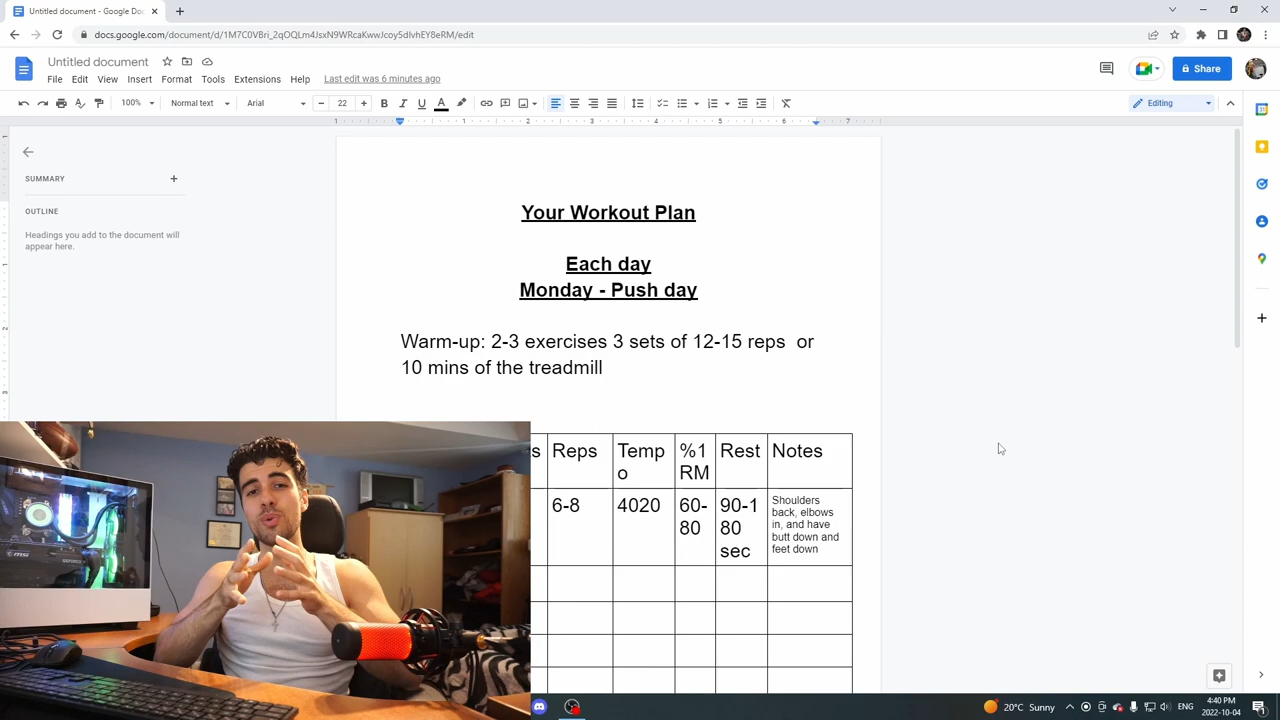 Untitled document - Google Doc
docs.google.com/document/d/1M7C0VBri_2qOQLm4JsxN9WRcaKwwJcoy5dIvhEY8eRM/edit
Untitled document
File Edit View Insert Format Tools Extensions Help Last edit was 6 minutes ago
Share
100% Normal text Arial 22 Editing
SUMMARY
OUTLINE
Headings you add to the document will
appear here.
Your Workout Plan
Each day
Monday - Push day
Warm-up: 2-3 exercises 3 sets of 12-15 reps or
10 mins of the treadmill
s Reps Temp
o %1
RM Rest Notes
6-8 4020 60-
80 90-1
80
sec
Shoulders
back, elbows
in, and have
butt down and
feet down
20°C Sunny ENG 4:40 PM
2022-10-04